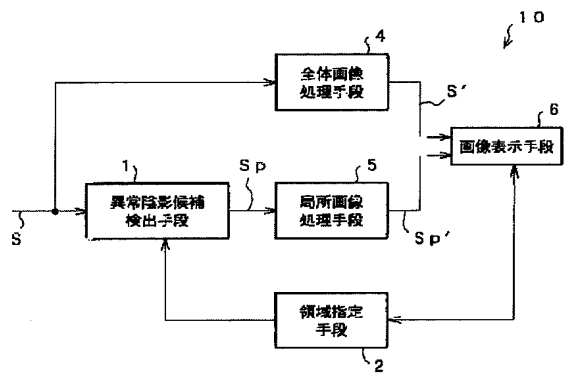 10
4
全体画像
処理手段
S'
6
画像表示手段
1
異常陰影候補
検出手段
Sp
5
局所画像
処理手段
S
Sp'
領域指定
手段
2